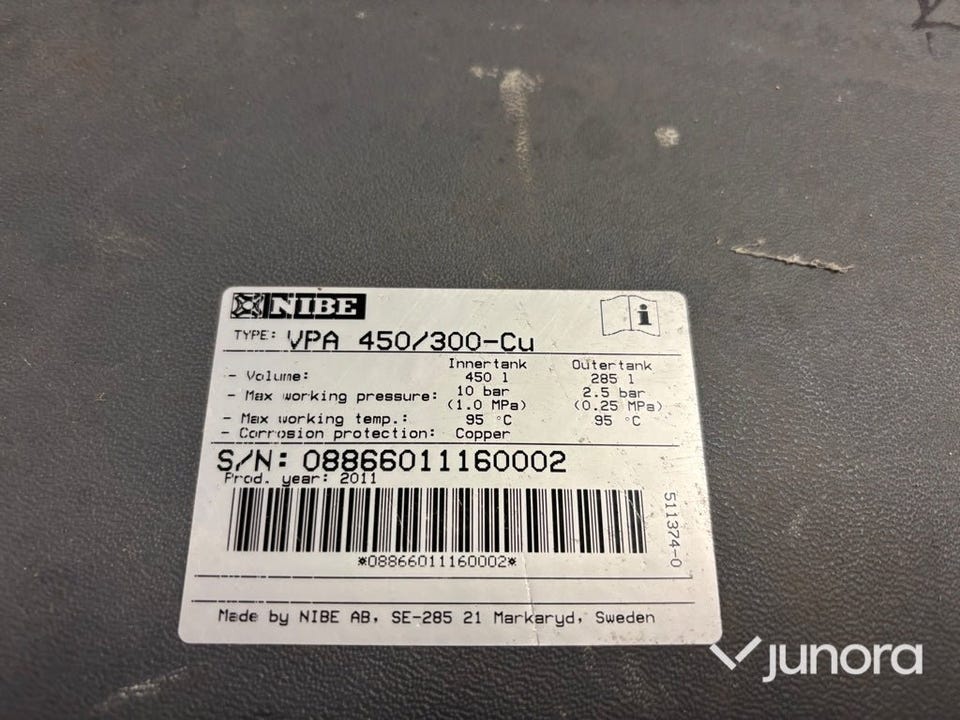 NIBE
i
TYPE: VPA 450/300-Cu
Innertank Outertank
- Volume: 450 l 285 l
- Max working pressure: 10 bar 2.5 bar
(1.0 MPa) (0.25 MPa)
- Max working temp.: 95 °C 95 °C
- Corrosion protection: Copper
S/N: 08866011160002
Prod. year: 2011
*08866011160002*
511374-0
Made by NIBE AB, SE-285 21 Markaryd, Sweden
junora